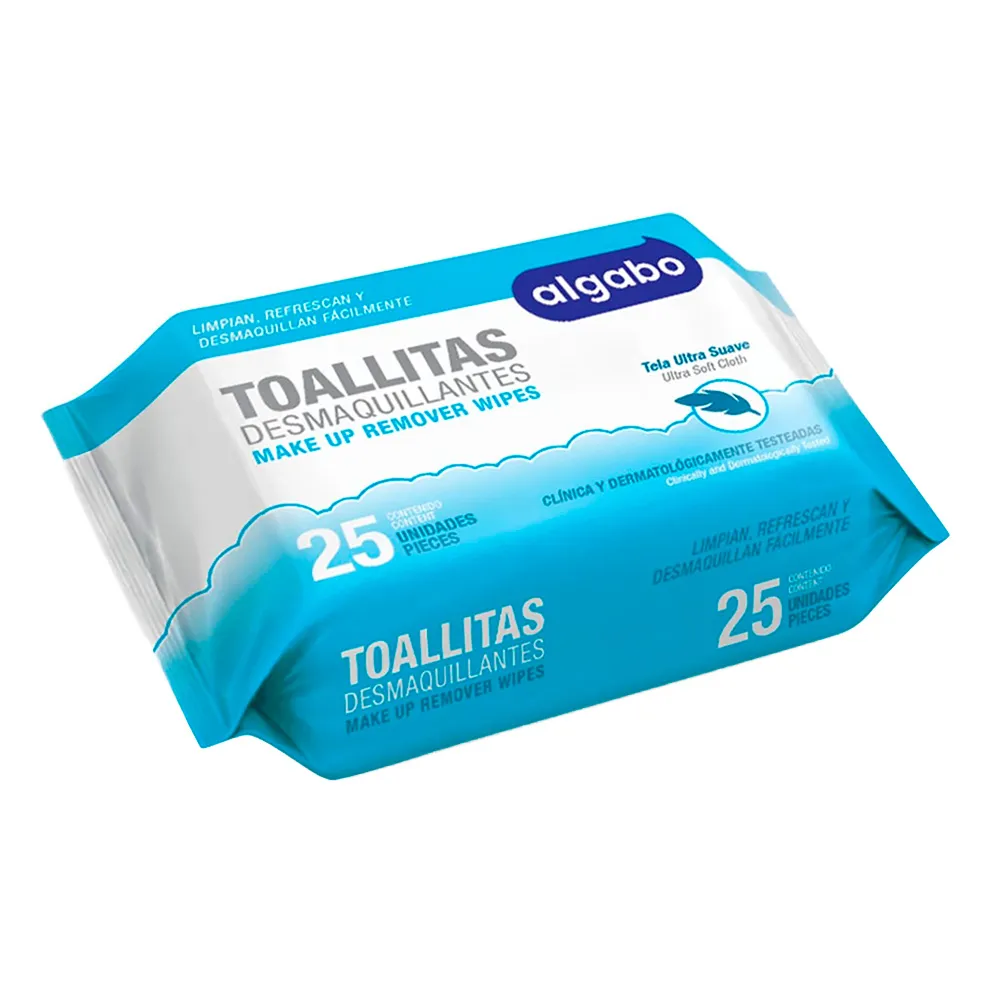 algabo
LIMPIAN, REFRESCAN Y
DESMAQUILLAN FÁCILMENTE
TOALLITAS
DESMAQUILLANTES
MAKE UP REMOVER WIPES
Tela Ultra Suave
Ultra Soft Cloth
CLÍNICA Y DERMATOLÓGICAMENTE TESTEADAS
Clinically and Dermatologically Tested
25
CONTENIDO
CONTENT
UNIDADES
PIECES
LIMPIAN, REFRESCAN Y
DESMAQUILLAN FÁCILMENTE
TOALLITAS
DESMAQUILLANTES
MAKE UP REMOVER WIPES
25
CONTENIDO
CONTENT
UNIDADES
PIECES